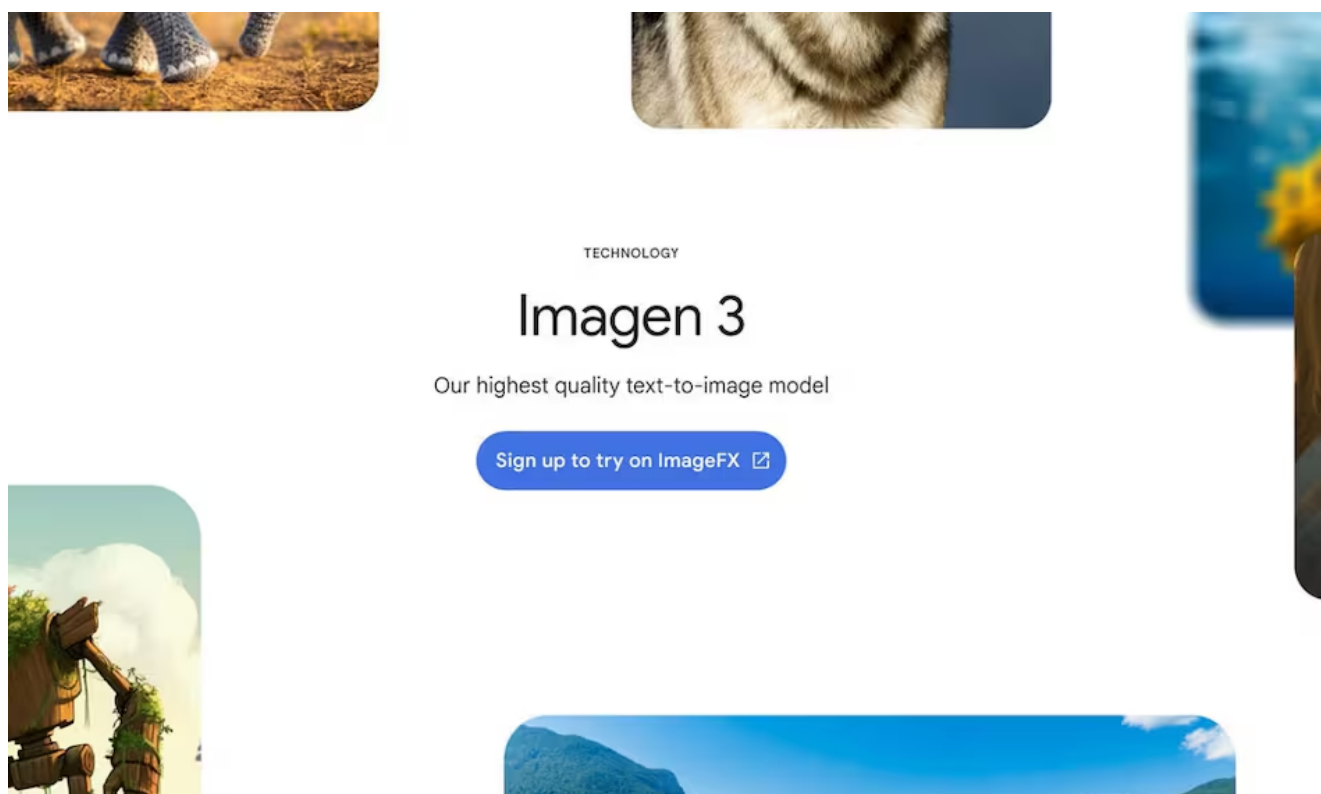 TECHNOLOGY
Imagen 3
Our highest quality text-to-image model
Sign up to try on ImageFX